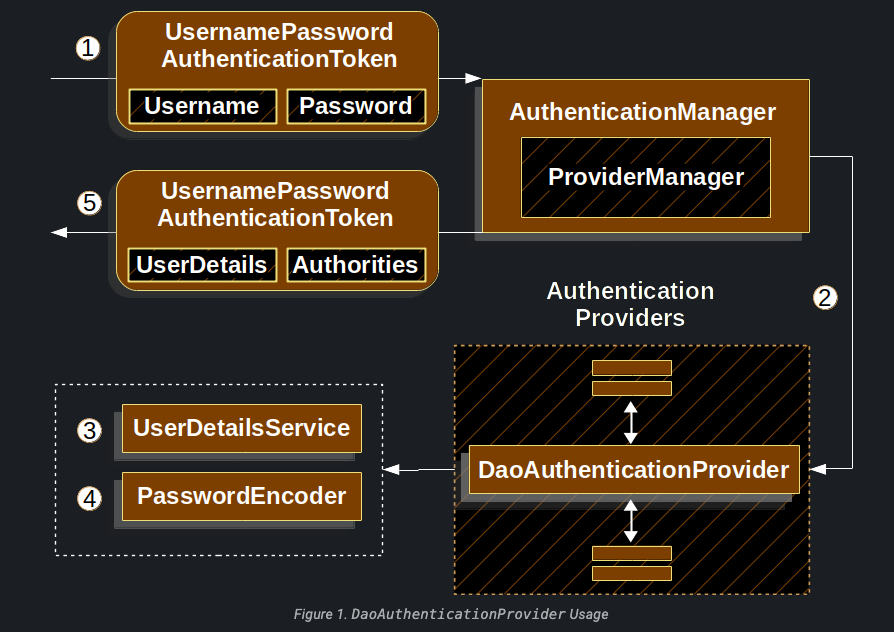 1
UsernamePassword
AuthenticationToken
Username
Password
AuthenticationManager
ProviderManager
5
UsernamePassword
AuthenticationToken
UserDetails
Authorities
2
Authentication
Providers
3
UserDetailsService
DaoAuthenticationProvider
4
PasswordEncoder
Figure 1. DaoAuthenticationProvider Usage